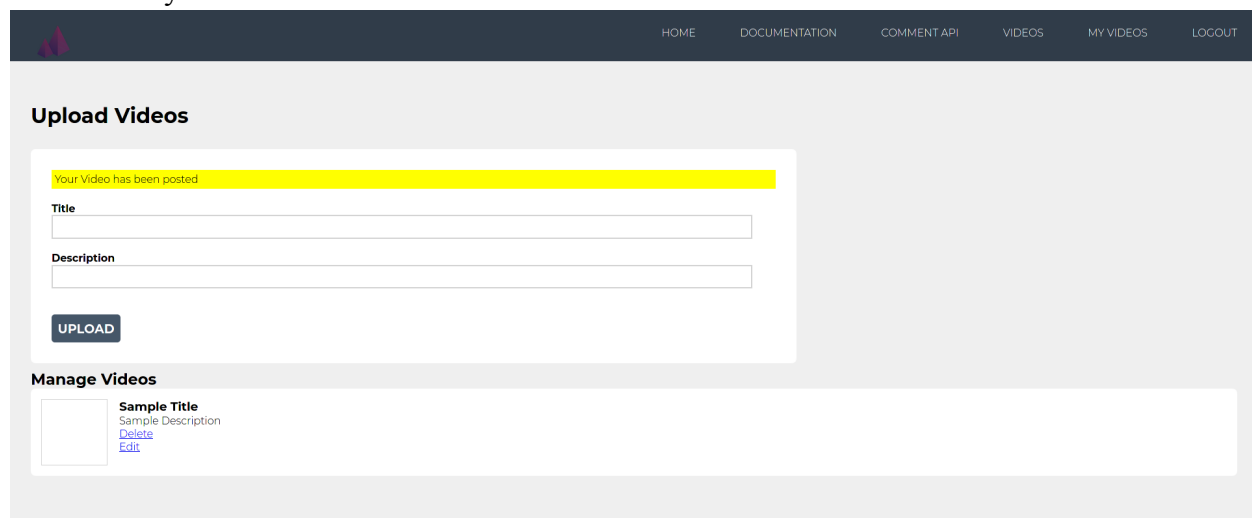 HOME DOCUMENTATION COMMENT API VIDEOS MY VIDEOS LOGOUT
Upload Videos
Your Video has been posted
Title
Description
UPLOAD
Manage Videos
Sample Title
Sample Description
Delete
Edit